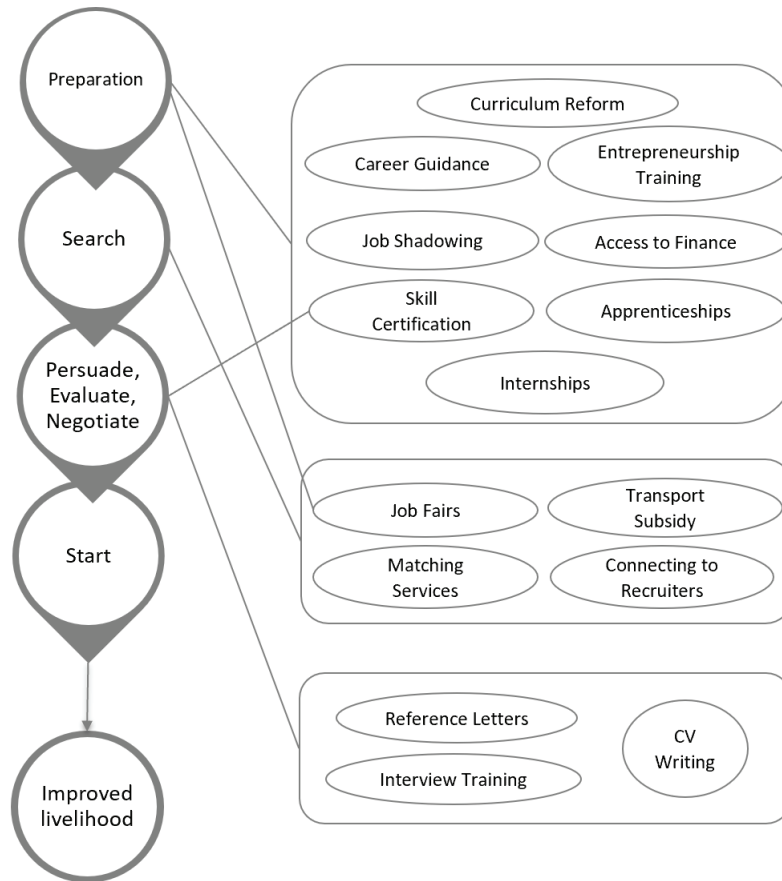 Preparation
Search
Persuade,
Evaluate,
Negotiate
Start
Improved
livelihood
Curriculum Reform
Career Guidance
Entrepreneurship
Training
Job Shadowing
Access to Finance
Skill
Certification
Apprenticeships
Internships
Job Fairs
Transport
Subsidy
Matching
Services
Connecting to
Recruiters
Reference Letters
CV
Writing
Interview Training